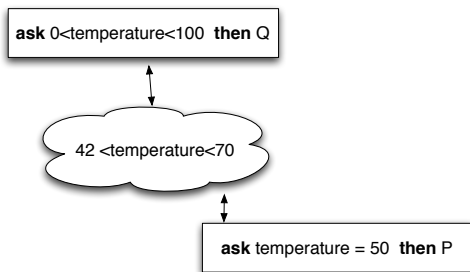 ask 0<temperature<100 then Q
42 <temperature<70
ask temperature = 50 then P